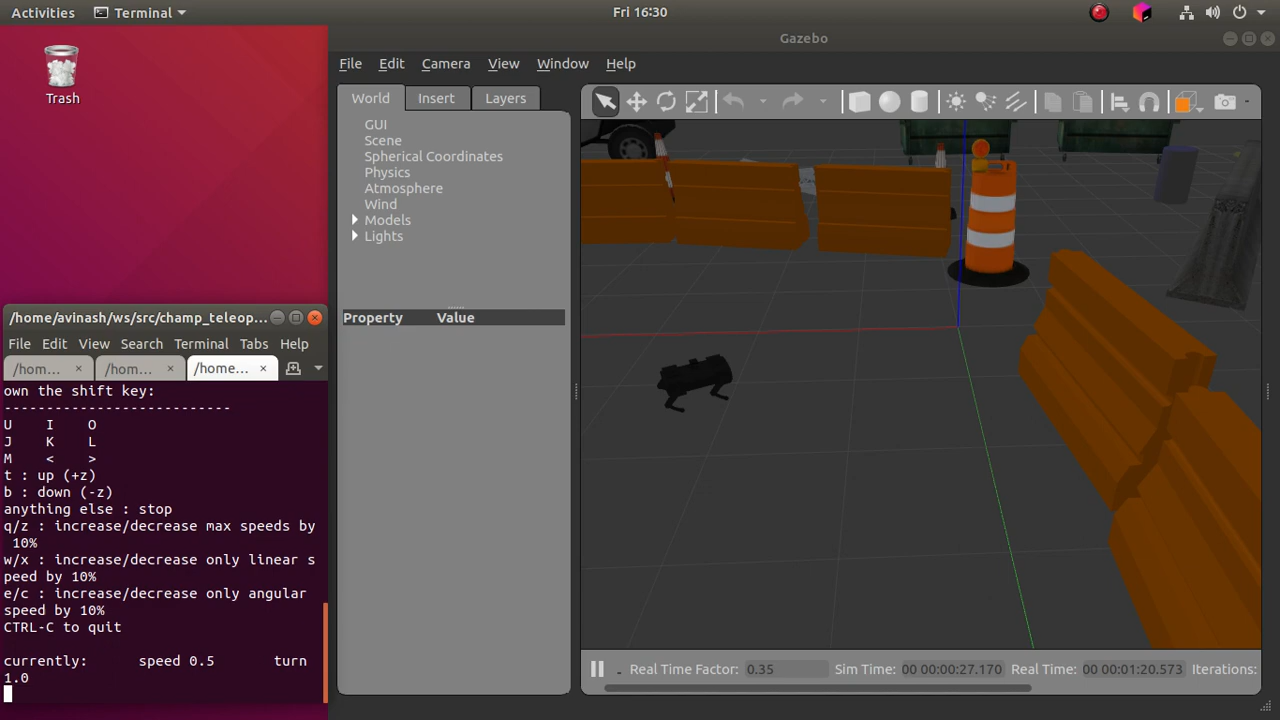 Activities Terminal Fri 16:30
Gazebo
Trash
File Edit Camera View Window Help
World Insert Layers
GUI
Scene
Spherical Coordinates
Physics
Atmosphere
Wind
Models
Lights
Property Value
/home/avinash/ws/src/champ_teleop...
File Edit View Search Terminal Tabs Help
/hom... × /hom... × /home... ×
own the shift key:
---------------------------
U I O
J K L
M < >
t : up (+z)
b : down (-z)
anything else : stop
q/z : increase/decrease max speeds by
10%
w/x : increase/decrease only linear s
peed by 10%
e/c : increase/decrease only angular
speed by 10%
CTRL-C to quit
currently: speed 0.5 turn
1.0
Real Time Factor: 0.35 Sim Time: 00 00:00:27.170 Real Time: 00 00:01:20.573 Iterations: